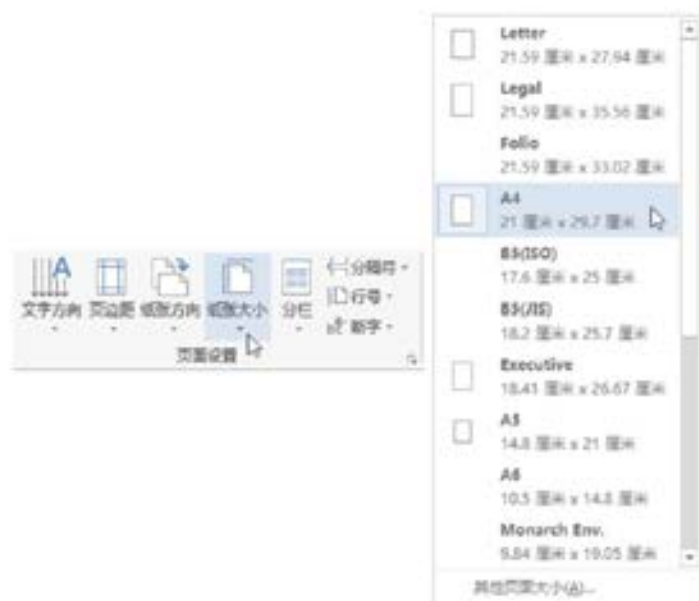 文字方向 页边距 纸张方向 纸张大小 分栏
分隔符
行号
断字
页面设置
Letter
21.59 厘米 x 27.94 厘米
Legal
21.59 厘米 x 35.56 厘米
Folio
21.59 厘米 x 33.02 厘米
A4
21 厘米 x 29.7 厘米
B5(ISO)
17.6 厘米 x 25 厘米
B5(JIS)
18.2 厘米 x 25.7 厘米
Executive
18.41 厘米 x 26.67 厘米
A5
14.8 厘米 x 21 厘米
A6
10.5 厘米 x 14.8 厘米
Monarch Env.
9.84 厘米 x 19.05 厘米
其他页面大小(A)...